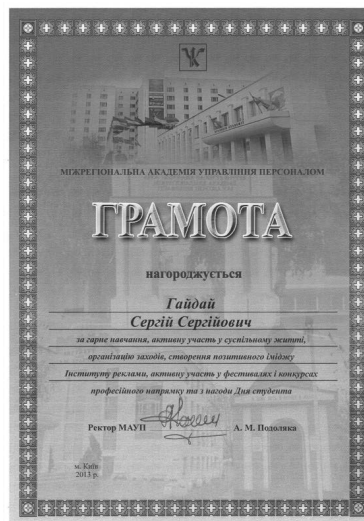 МІЖРЕГІОНАЛЬНА АКАДЕМІЯ УПРАВЛІННЯ ПЕРСОНАЛОМ
ГРАМОТА
нагороджується
Гайдай
Сергій Сергійович
за гарне навчання, активну участь у суспільному житті,
організацію заходів, створення позитивного іміджу
Інституту реклами, активну участь у фестивалях і конкурсах
професійного напрямку та з нагоди Дня студента
Ректор МАУП А. М. Подоляка
м. Київ
2013 р.